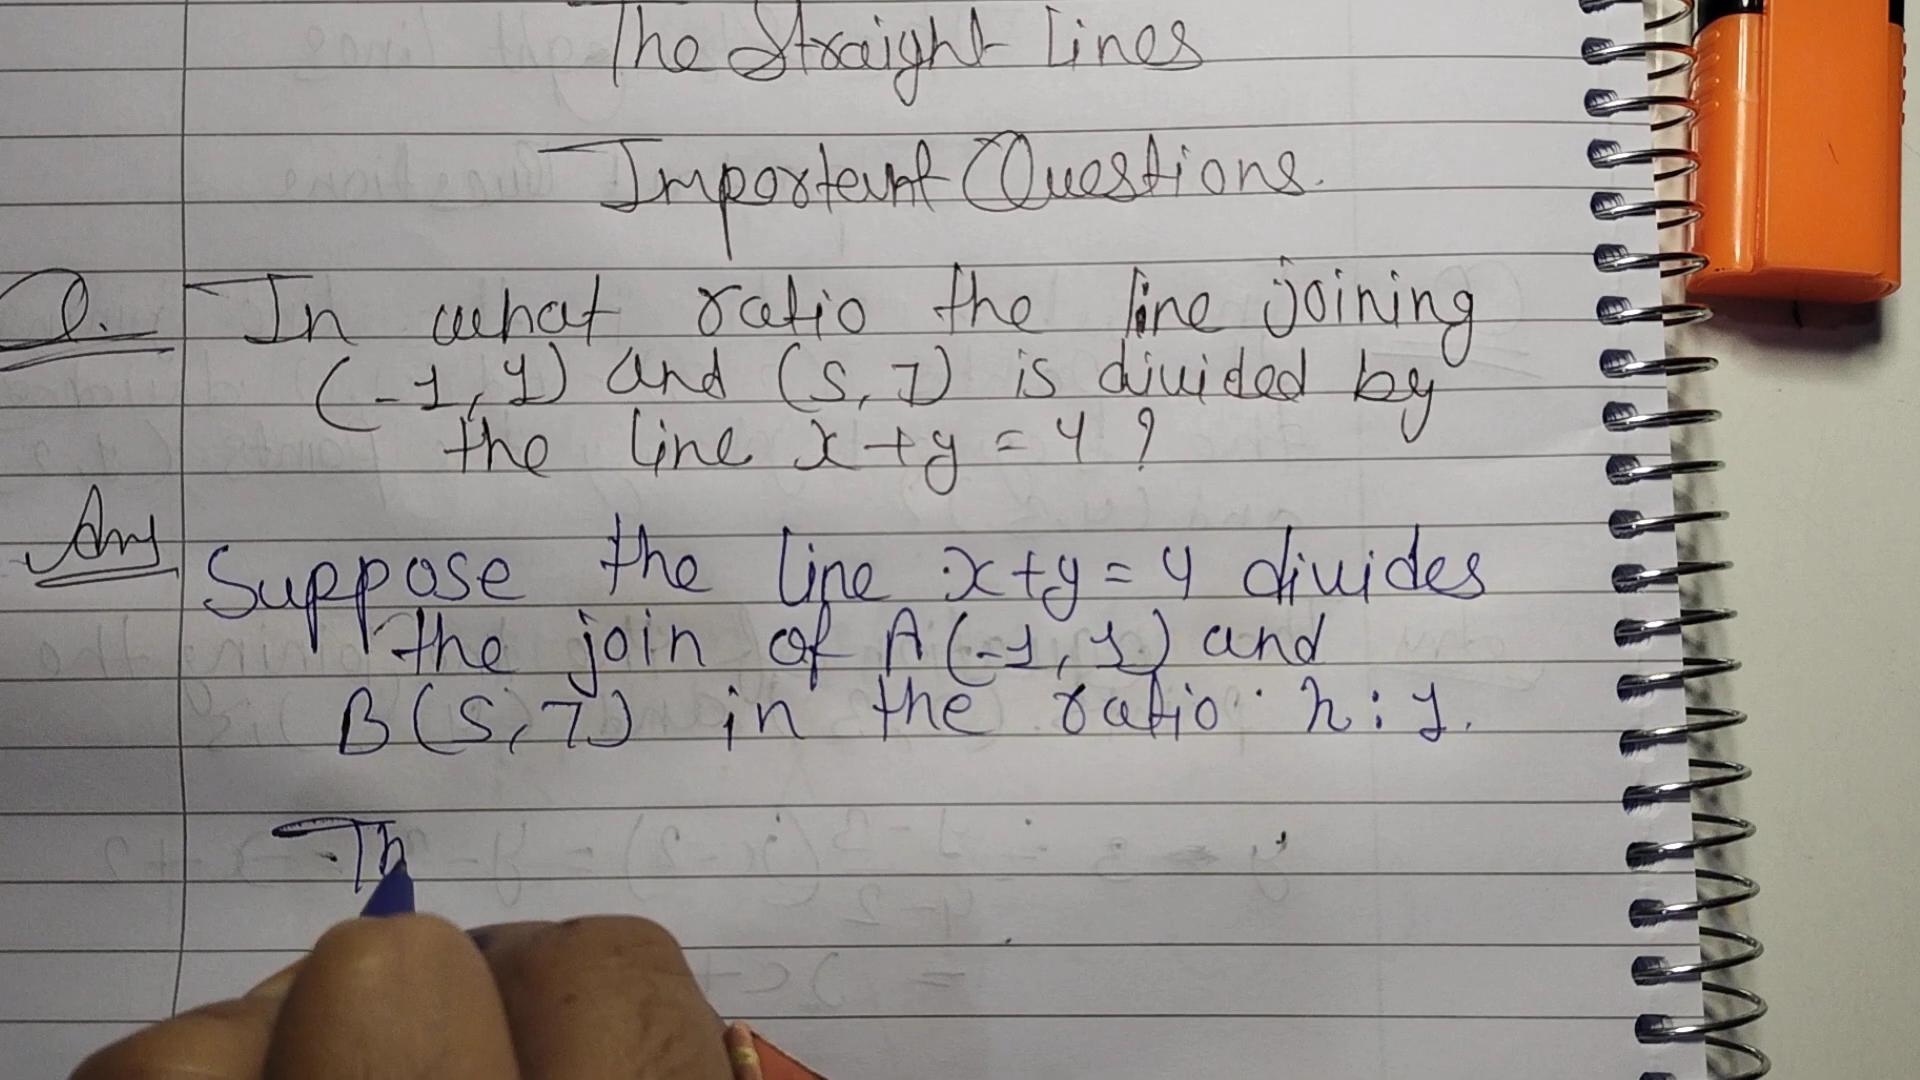 The Straight Lines
Important Questions.
Q. In what ratio the line joining
(-1, 1) and (5, 7) is divided by
the line x+y=4?
Ans Suppose the line x+y=4 divides
the join of A(-1, 1) and
B(5, 7) in the ratio h:1.
Th